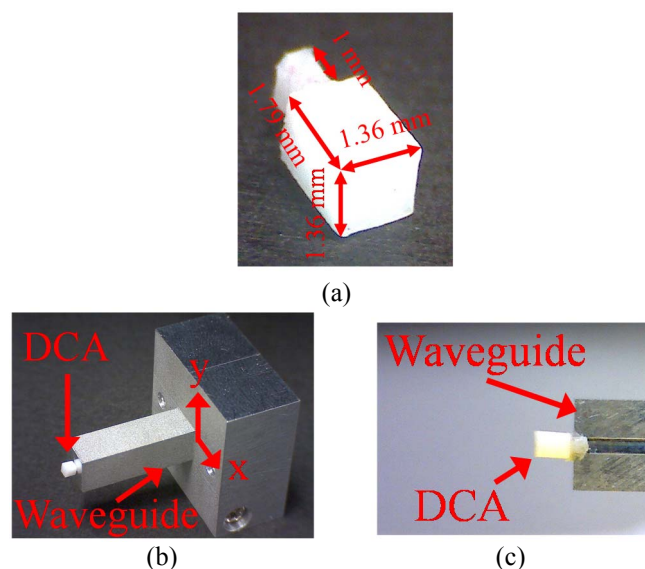 1 mm
1.79 mm
1.36 mm
1.36 mm
(a)
DCA
y
x
Waveguide
(b)
Waveguide
DCA
(c)